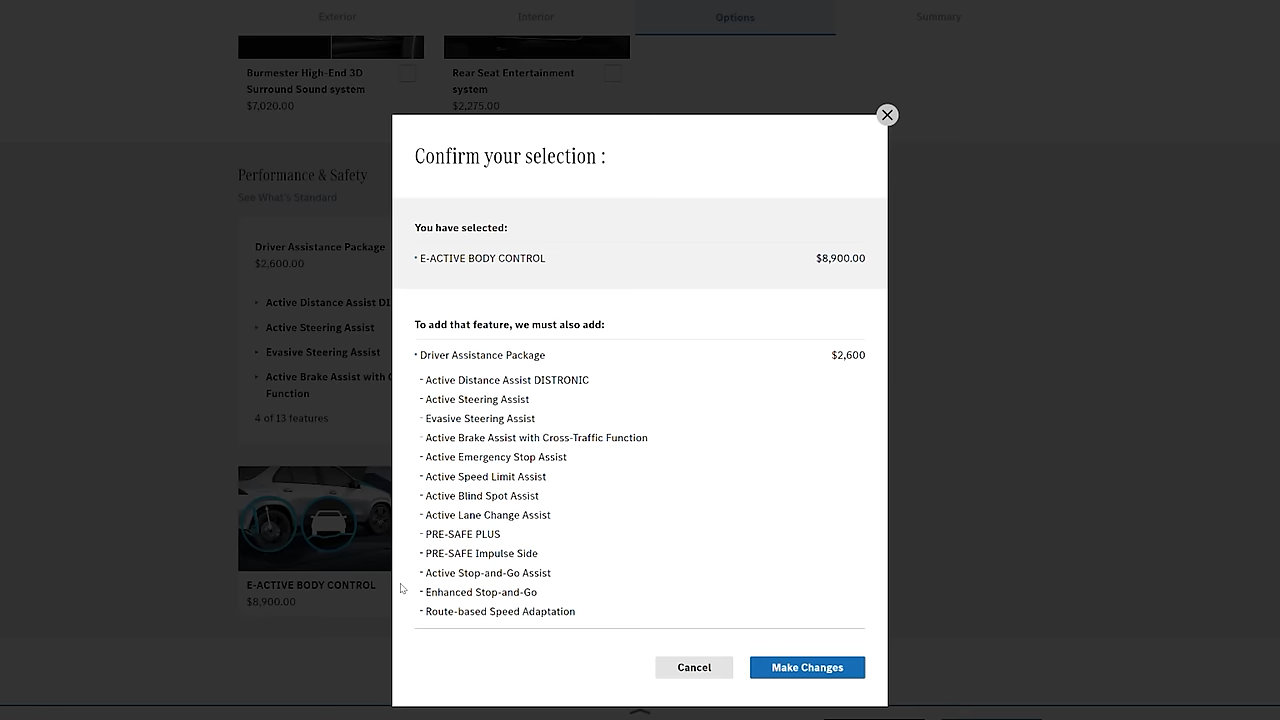 Exterior
Interior
Options
Summary
Burmester High-End 3D
Surround Sound system
$7,020.00
Rear Seat Entertainment
system
$2,275.00
Performance & Safety
See What's Standard
Driver Assistance Package
$2,600.00
Active Distance Assist DI
Active Steering Assist
Evasive Steering Assist
Active Brake Assist with C
Function
4 of 13 features
E-ACTIVE BODY CONTROL
$8,900.00
Confirm your selection :
You have selected:
· E-ACTIVE BODY CONTROL $8,900.00
To add that feature, we must also add:
· Driver Assistance Package $2,600
- Active Distance Assist DISTRONIC
- Active Steering Assist
- Evasive Steering Assist
- Active Brake Assist with Cross-Traffic Function
- Active Emergency Stop Assist
- Active Speed Limit Assist
- Active Blind Spot Assist
- Active Lane Change Assist
- PRE-SAFE PLUS
- PRE-SAFE Impulse Side
- Active Stop-and-Go Assist
- Enhanced Stop-and-Go
- Route-based Speed Adaptation
Cancel
Make Changes